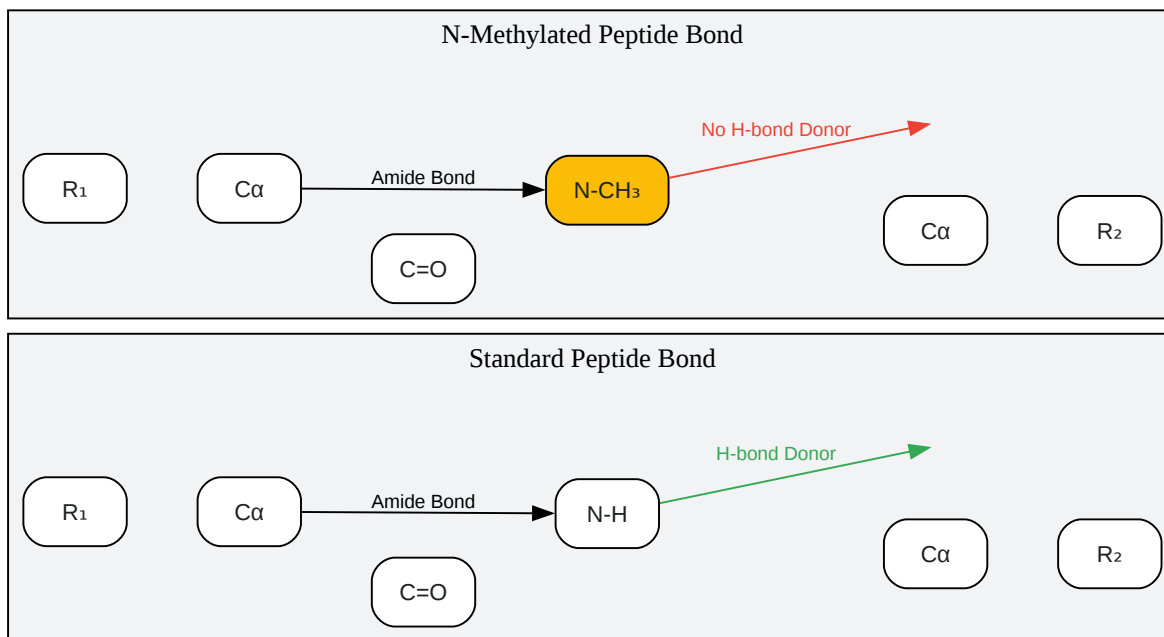 N-Methylated Peptide Bond
No H-bond Donor
R₁
Cα
Amide Bond
N-CH₃
Cα
R₂
C=O
Standard Peptide Bond
H-bond Donor
R₁
Cα
Amide Bond
N-H
Cα
R₂
C=O